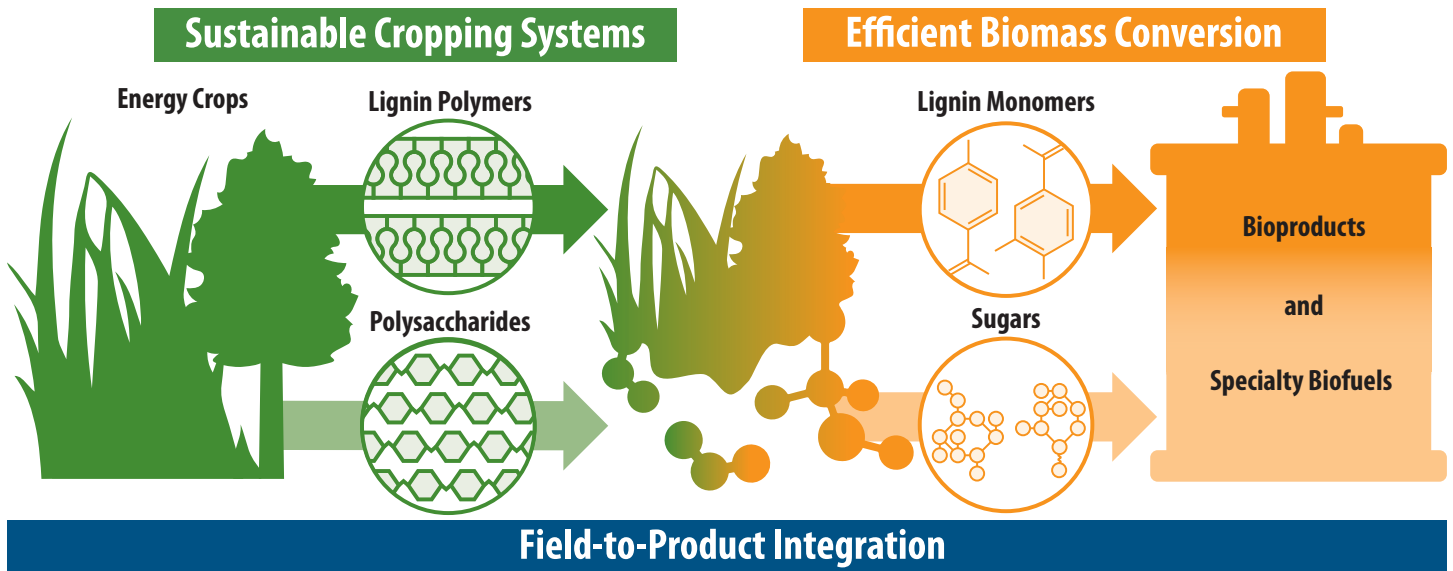 Sustainable Cropping Systems
Efficient Biomass Conversion
Energy Crops
Lignin Polymers
Lignin Monomers
Polysaccharides
Sugars
Bioproducts
and
Specialty Biofuels
Field-to-Product Integration